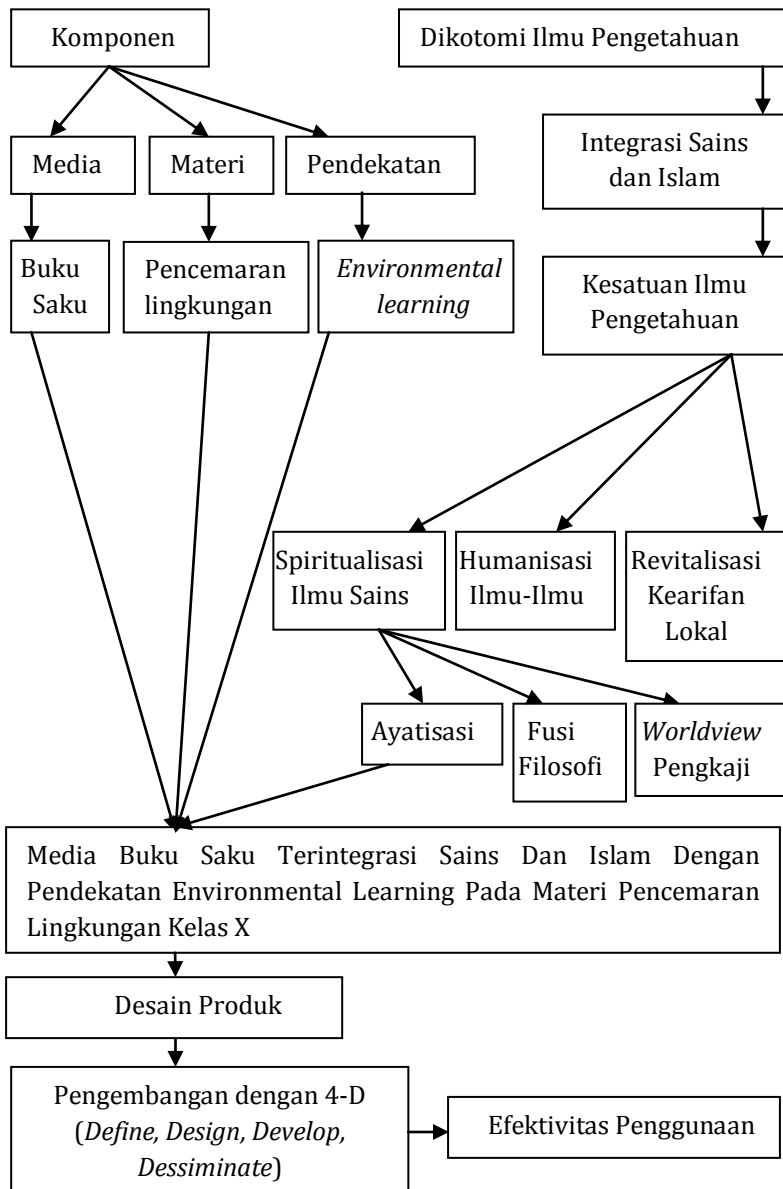 Komponen
Dikotomi Ilmu Pengetahuan
Media
Materi
Pendekatan
Integrasi Sains
dan Islam
Buku
Saku
Pencemaran
lingkungan
Environmental
learning
Kesatuan Ilmu
Pengetahuan
Spiritualisasi
Ilmu Sains
Humanisasi
Ilmu-Ilmu
Revitalisasi
Kearifan
Lokal
Ayatisasi
Fusi
Filosofi
Worldview
Pengkaji
Media Buku Saku Terintegrasi Sains Dan Islam Dengan
Pendekatan Environmental Learning Pada Materi Pencemaran
Lingkungan Kelas X
Desain Produk
Pengembangan dengan 4-D
(Define, Design, Develop,
Dessiminate)
Efektivitas Penggunaan